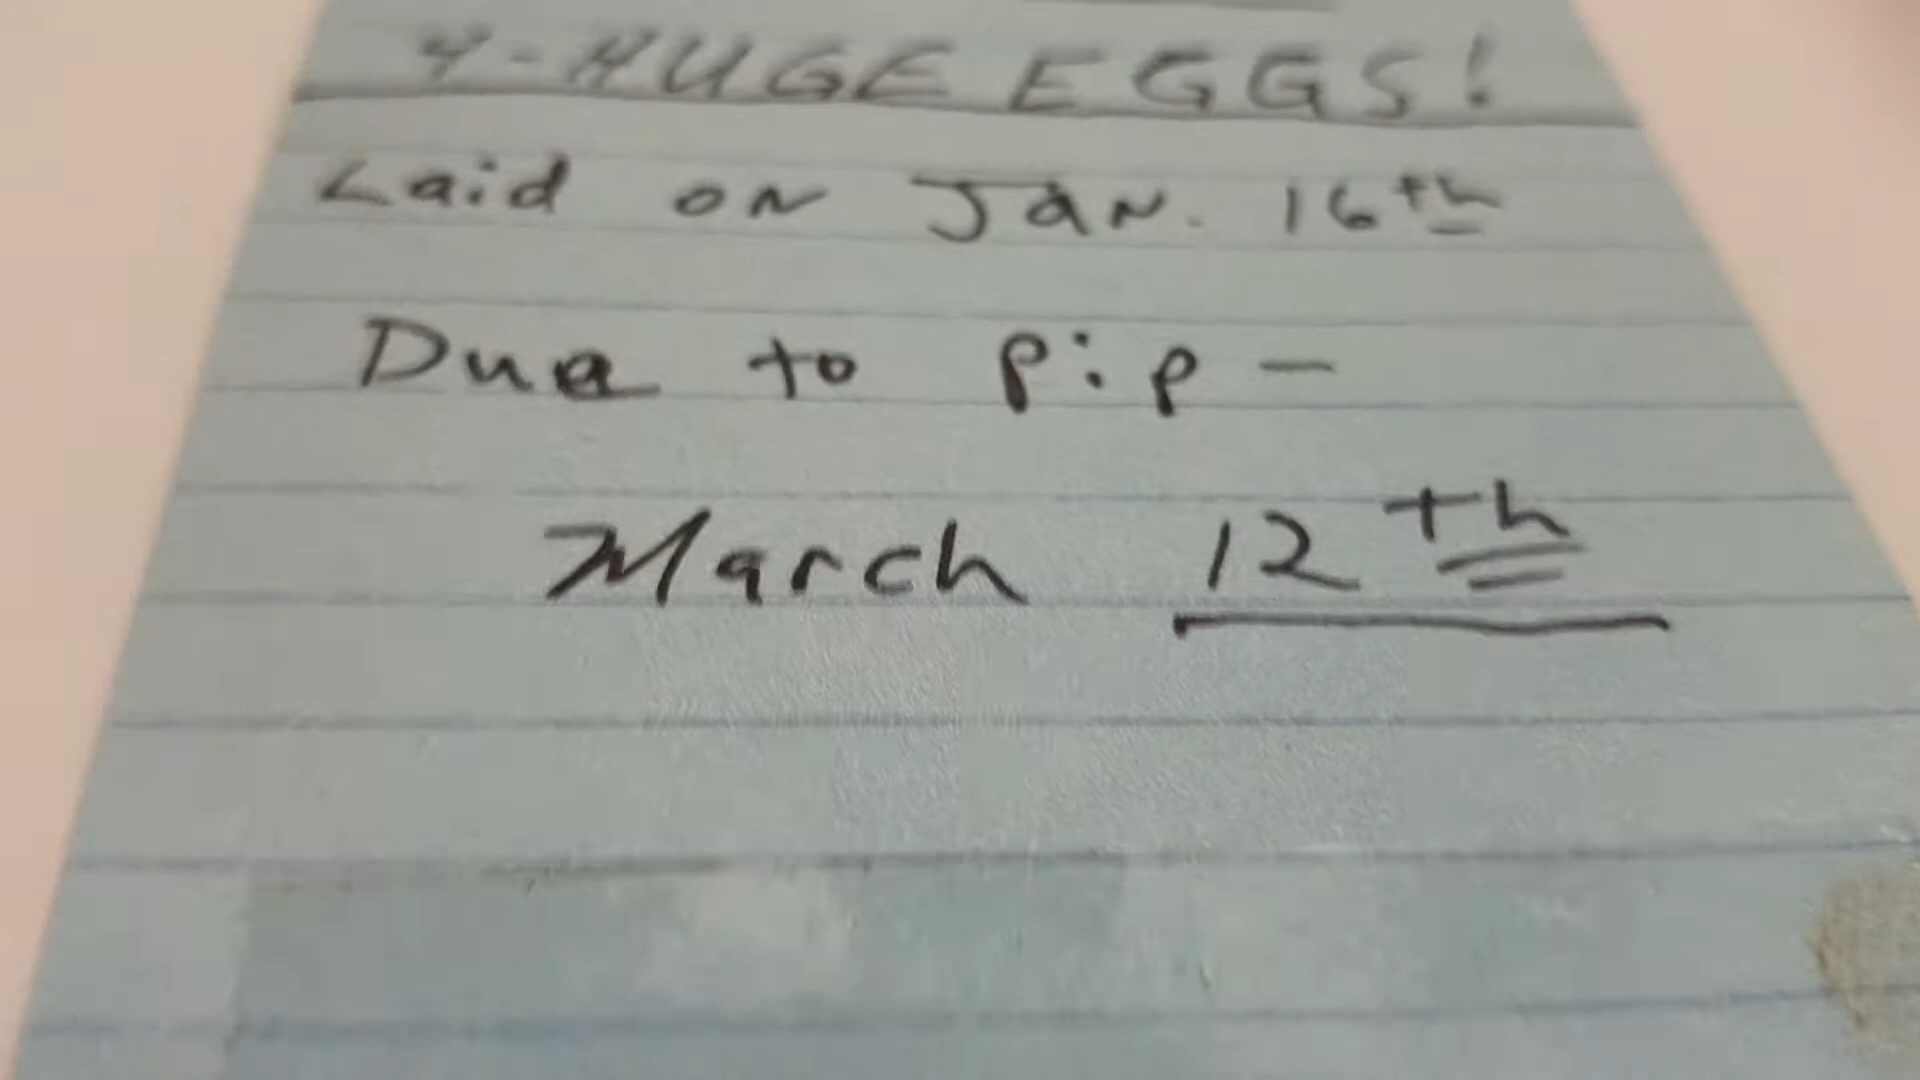 4-HUGE EGGS!
Laid on Jan. 16th
Due to pip -
March 12th